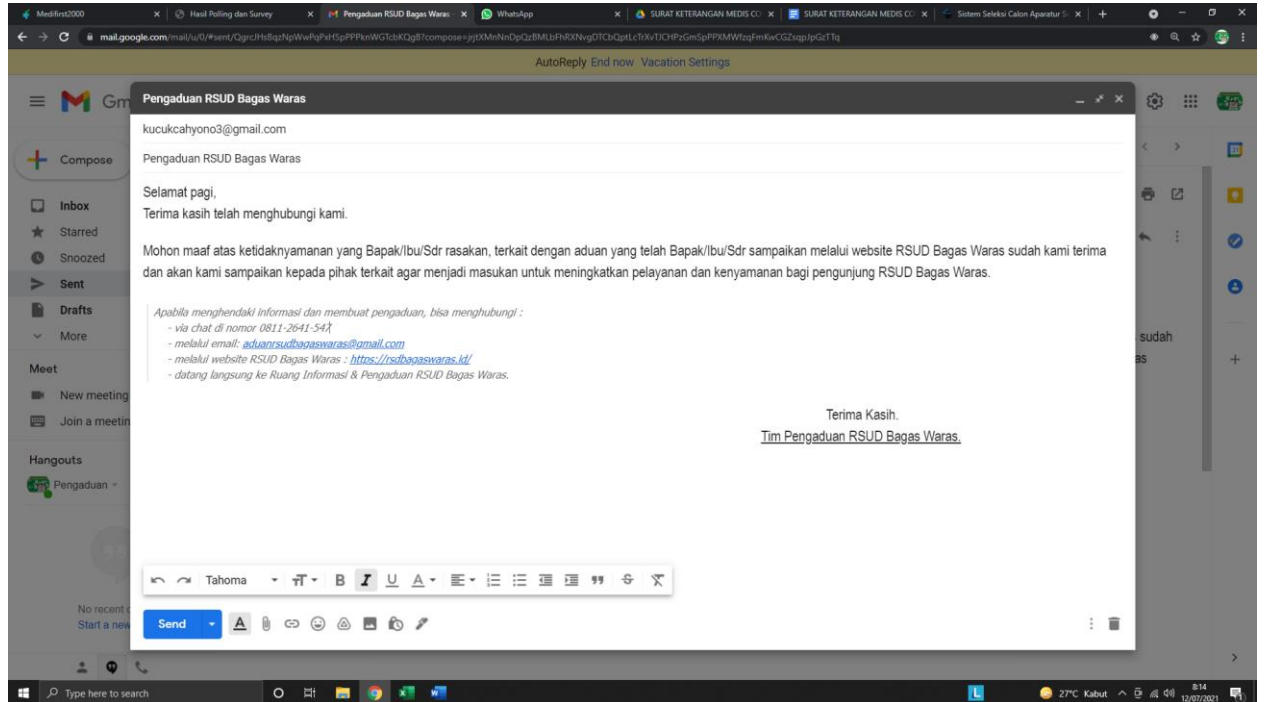 Medifirst2000
Hasil Polling dan Survey
Pengaduan RSUD Bagas Waras
WhatsApp
SURAT KETERANGAN MEDIS CO
SURAT KETERANGAN MEDIS CO
Sistem Seleksi Calon Aparatur S
mail.google.com/mail/u/0/#sent/
AutoReply End now Vacation Settings
Gm
Compose
Inbox
Starred
Snoozed
Sent
Drafts
More
Meet
New meeting
Join a meetin
Hangouts
Pengaduan
No recent c
Start a new
Pengaduan RSUD Bagas Waras
kucukcahyono3@gmail.com
Pengaduan RSUD Bagas Waras
Selamat pagi,
Terima kasih telah menghubungi kami.
Mohon maaf atas ketidaknyamanan yang Bapak/Ibu/Sdr rasakan, terkait dengan aduan yang telah Bapak/Ibu/Sdr sampaikan melalui website RSUD Bagas Waras sudah kami terima
dan akan kami sampaikan kepada pihak terkait agar menjadi masukan untuk meningkatkan pelayanan dan kenyamanan bagi pengunjung RSUD Bagas Waras.
Apabila menghendaki informasi dan membuat pengaduan, bisa menghubungi :
- via chat di nomor 0811-2641-547
- melalui email: aduanrsudbagaswaras@gmail.com
- melalui website RSUD Bagas Waras : https://rsdbagaswaras.id/
- datang langsung ke Ruang Informasi & Pengaduan RSUD Bagas Waras.
Terima Kasih.
Tim Pengaduan RSUD Bagas Waras.
Tahoma
Send
sudah
as
Type here to search
27°C Kabut
8:14
12/07/2021